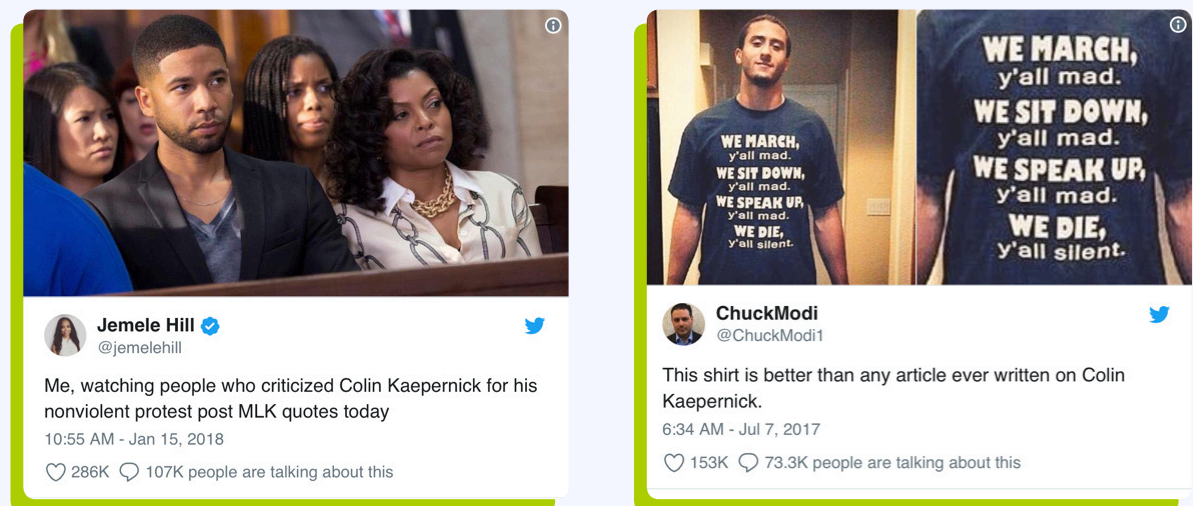 Jemele Hill
@jemelehill
Me, watching people who criticized Colin Kaepernick for his
nonviolent protest post MLK quotes today
10:55 AM - Jan 15, 2018
286K 107K people are talking about this
WE MARCH,
y'all mad.
WE SIT DOWN,
y'all mad.
WE SPEAK UP,
y'all mad.
WE DIE,
y'all silent.
WE MARCH,
y'all mad.
WE SIT DOWN,
y'all mad.
WE SPEAK UP,
y'all mad.
WE DIE,
y'all silent.
ChuckModi
@ChuckModi1
This shirt is better than any article ever written on Colin
Kaepernick.
6:34 AM - Jul 7, 2017
153K 73.3K people are talking about this